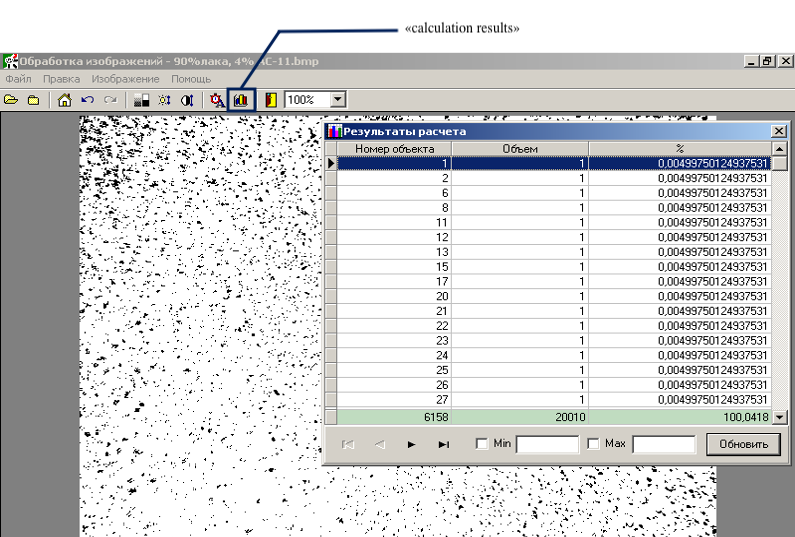 «calculation results»
Обработка изображений - 90%лака, 4% АС-11.bmp
Файл Правка Изображение Помощь
100%
Результаты расчета
Номер объекта Объем %
1 1 0,00499750124937531
2 1 0,00499750124937531
6 1 0,00499750124937531
8 1 0,00499750124937531
11 1 0,00499750124937531
12 1 0,00499750124937531
13 1 0,00499750124937531
15 1 0,00499750124937531
17 1 0,00499750124937531
20 1 0,00499750124937531
21 1 0,00499750124937531
22 1 0,00499750124937531
23 1 0,00499750124937531
24 1 0,00499750124937531
25 1 0,00499750124937531
26 1 0,00499750124937531
27 1 0,00499750124937531
6158 20010 100,0418
Min Max Обновить